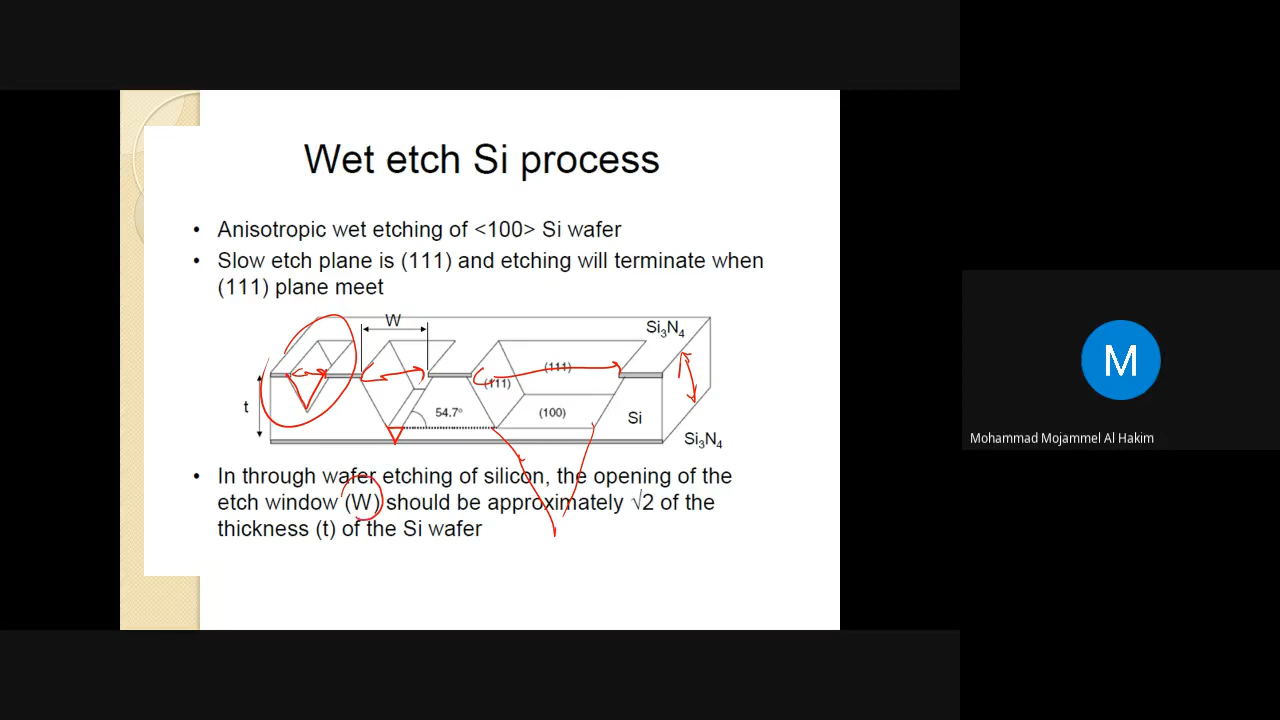 Wet etch Si process
• Anisotropic wet etching of <100> Si wafer
• Slow etch plane is (111) and etching will terminate when
(111) plane meet
W
Si₃N₄
(111)
(111)
t
54.7°
(100)
Si
Si₃N₄
• In through wafer etching of silicon, the opening of the
etch window (W) should be approximately √2 of the
thickness (t) of the Si wafer
M
Mohammad Mojammel Al Hakim